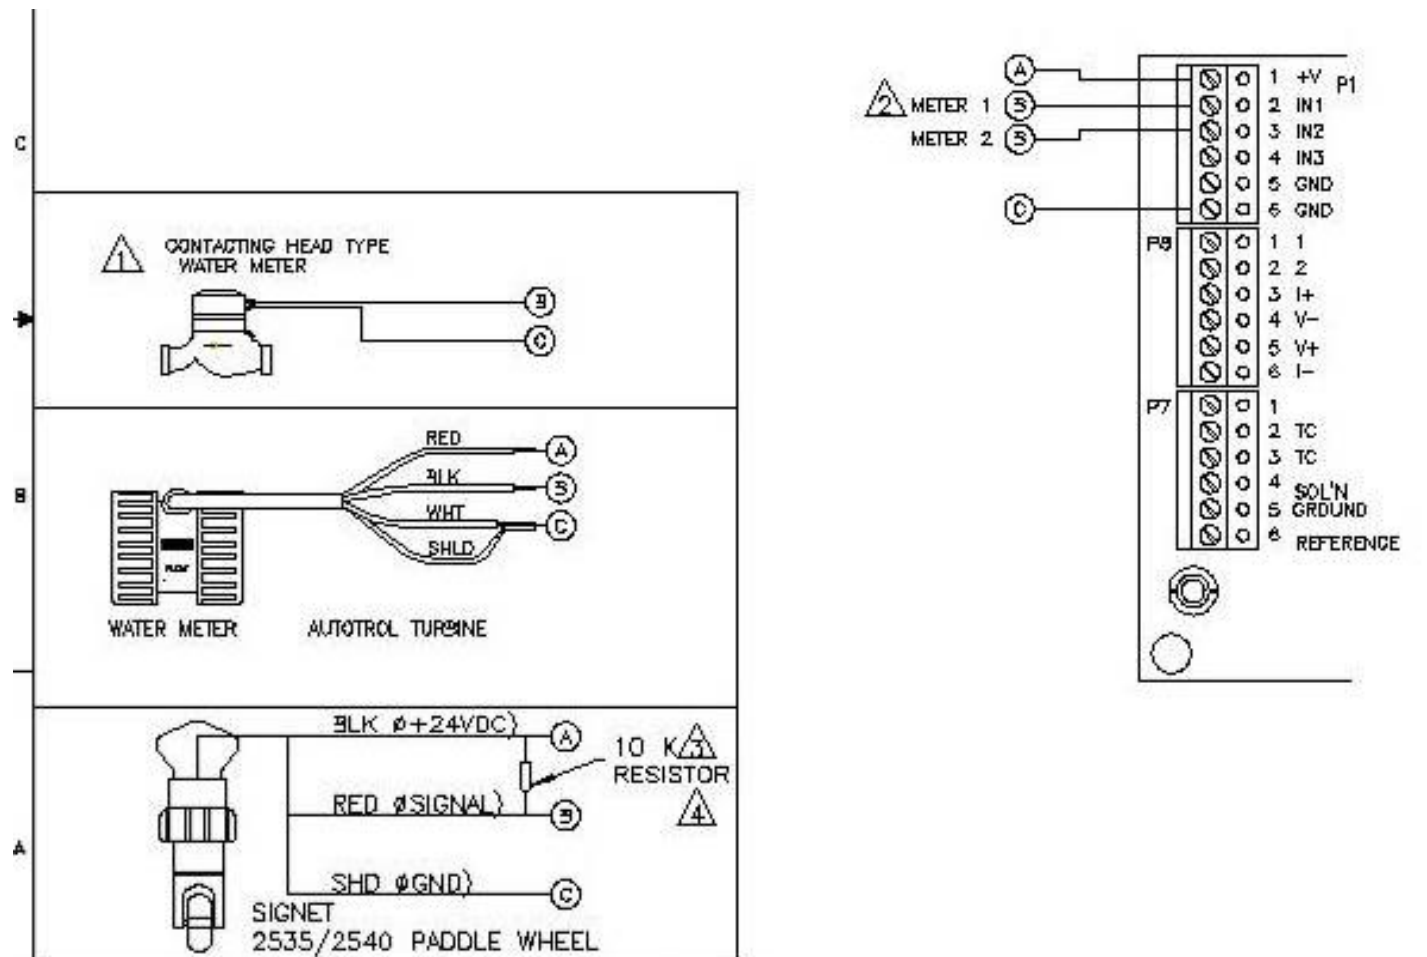 C
B
A
1
CONTACTING HEAD TYPE
WATER METER
B
C
RED
A
BLK
B
WHT
C
SHLD
FLOW
WATER METER
AUTOTROL TURBINE
BLK (+24VDC)
A
10 K 3
RESISTOR
4
RED (SIGNAL)
B
SHD (GND)
C
SIGNET
2535/2540 PADDLE WHEEL
A
2 METER 1 B
METER 2 B
C
P1
1 +V
2 IN1
3 IN2
4 IN3
5 GND
6 GND
P8
1 1
2 2
3 I+
4 V-
5 V+
6 I-
P7
1
2 TC
3 TC
4 SOL'N
5 GROUND
6 REFERENCE